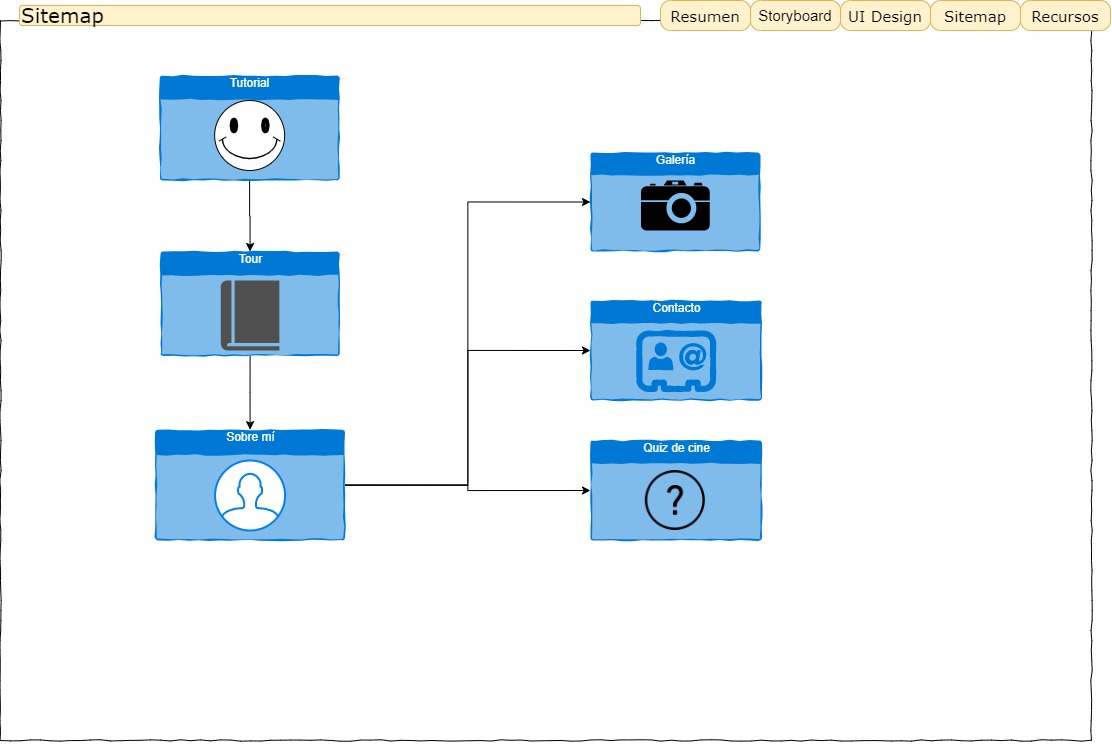 Sitemap
Resumen
Storyboard
UI Design
Sitemap
Recursos
Tutorial
Tour
Sobre mí
Galería
Contacto
@
Quiz de cine
?